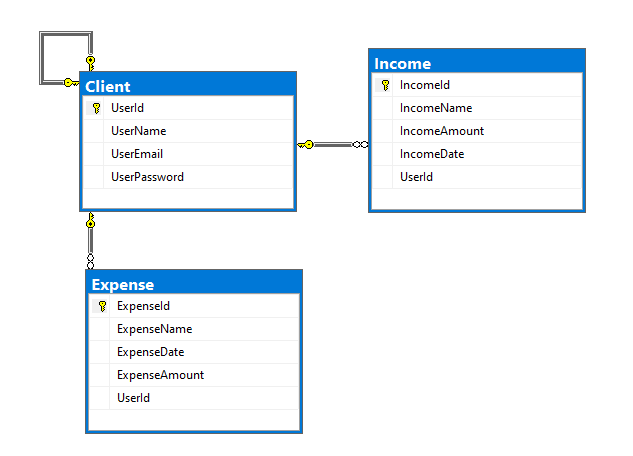 Client
UserId
UserName
UserEmail
UserPassword
Income
IncomeId
IncomeName
IncomeAmount
IncomeDate
UserId
Expense
ExpenseId
ExpenseName
ExpenseDate
ExpenseAmount
UserId